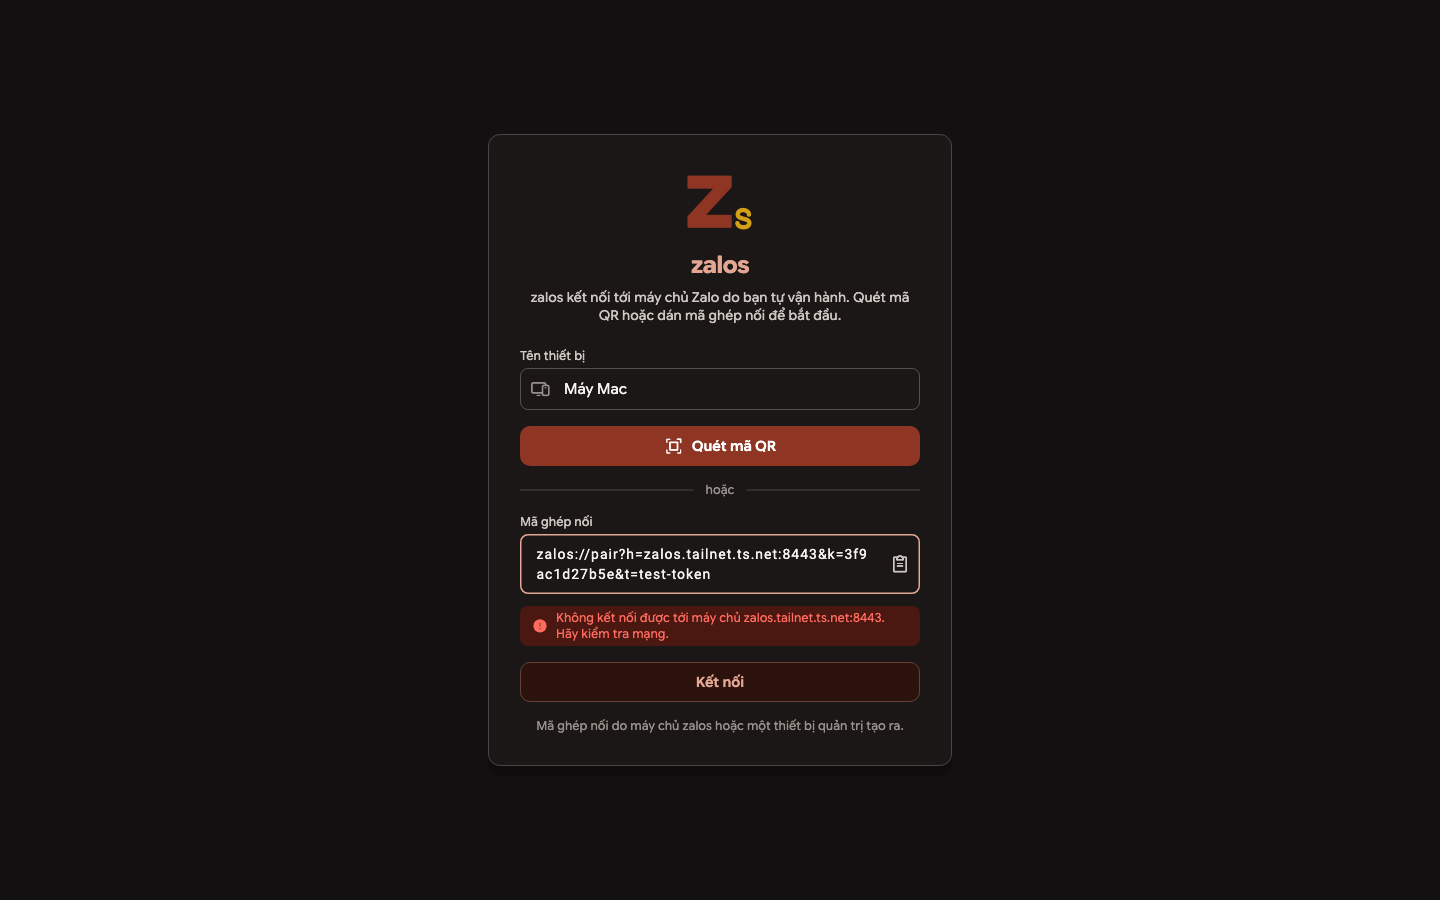 Zs
zalos
zalos kết nối tới máy chủ Zalo do bạn tự vận hành. Quét mã
QR hoặc dán mã ghép nối để bắt đầu.
Tên thiết bị
Máy Mac
Quét mã QR
hoặc
Mã ghép nối
zalos://pair?h=zalos.tailnet.ts.net:8443&k=3f9
ac1d27b5e&t=test-token
Không kết nối được tới máy chủ zalos.tailnet.ts.net:8443.
Hãy kiểm tra mạng.
Kết nối
Mã ghép nối do máy chủ zalos hoặc một thiết bị quản trị tạo ra.